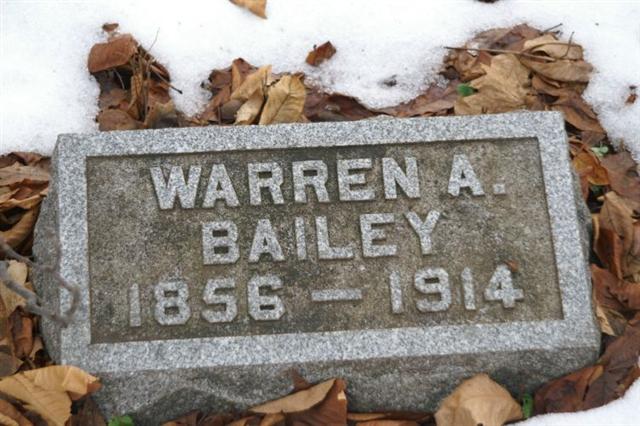 WARREN A.
BAILEY
1856 — 1914